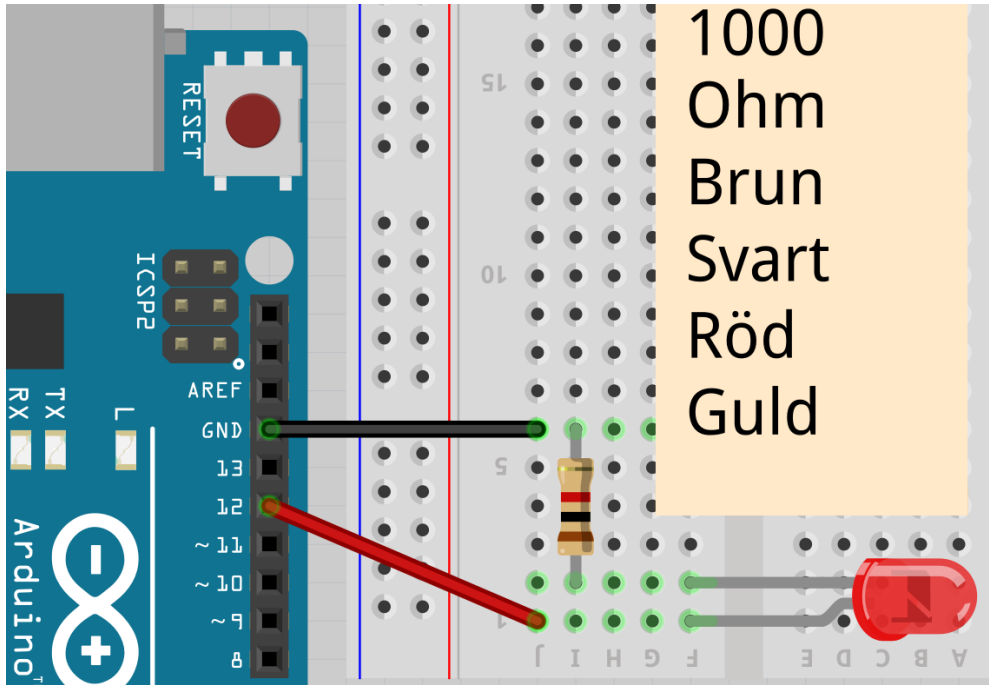 1000
Ohm
Brun
Svart
Röd
Guld
RESET
ICSP2
AREF
GND
13
12
~11
~10
~9
8
RX
TX
L
Arduino
TM
15
10
5
1
J I H G F E D C B A